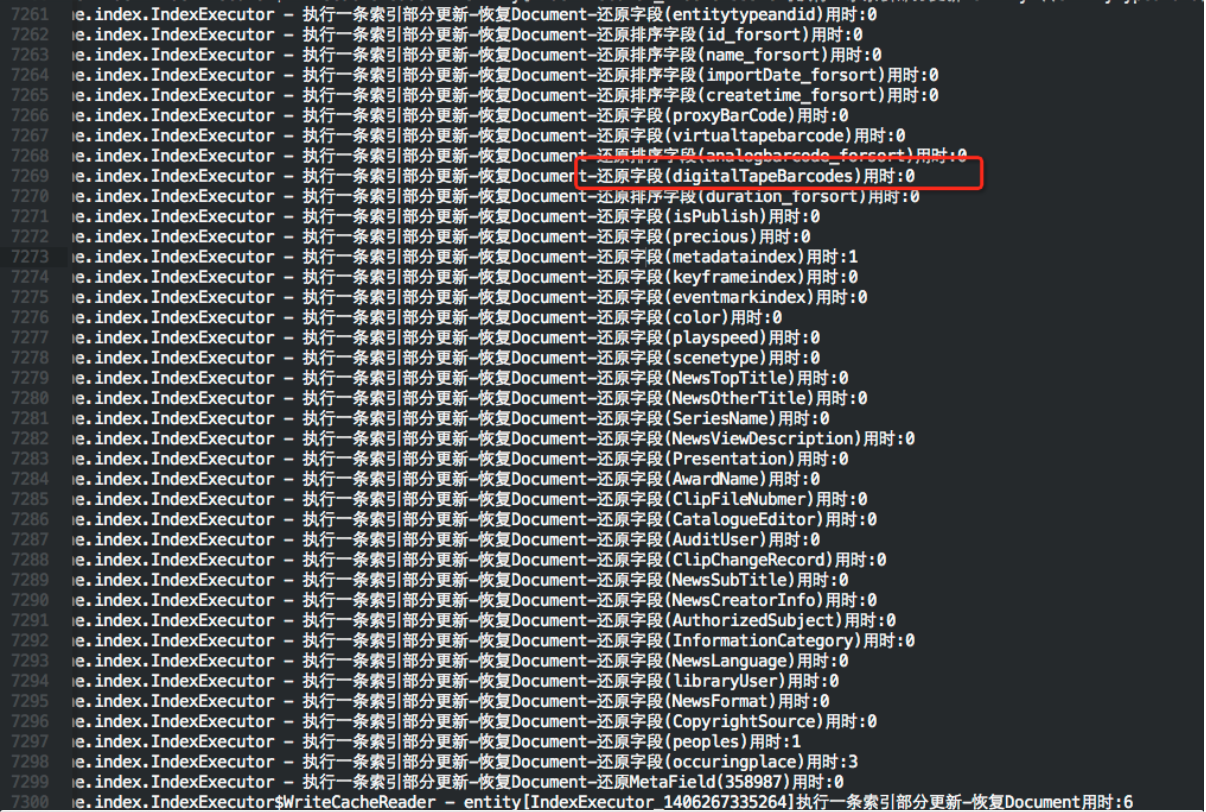 7261 ne.index.IndexExecutor - 执行一条索引部分更新-恢复Document-还原字段(entitytypeandid)用时:0
7262 ne.index.IndexExecutor - 执行一条索引部分更新-恢复Document-还原排序字段(id_forsort)用时:0
7263 ne.index.IndexExecutor - 执行一条索引部分更新-恢复Document-还原排序字段(name_forsort)用时:0
7264 ne.index.IndexExecutor - 执行一条索引部分更新-恢复Document-还原排序字段(importDate_forsort)用时:0
7265 ne.index.IndexExecutor - 执行一条索引部分更新-恢复Document-还原排序字段(createtime_forsort)用时:0
7266 ne.index.IndexExecutor - 执行一条索引部分更新-恢复Document-还原字段(proxyBarCode)用时:0
7267 ne.index.IndexExecutor - 执行一条索引部分更新-恢复Document-还原字段(virtualtapebarcode)用时:0
7268 ne.index.IndexExecutor - 执行一条索引部分更新-恢复Document-还原排序字段(analogbarcode_forsort)用时:0
7269 ne.index.IndexExecutor - 执行一条索引部分更新-恢复Document-还原字段(digitalTapeBarcodes)用时:0
7270 ne.index.IndexExecutor - 执行一条索引部分更新-恢复Document-还原排序字段(duration_forsort)用时:0
7271 ne.index.IndexExecutor - 执行一条索引部分更新-恢复Document-还原字段(isPublish)用时:0
7272 ne.index.IndexExecutor - 执行一条索引部分更新-恢复Document-还原字段(precious)用时:0
7273 ne.index.IndexExecutor - 执行一条索引部分更新-恢复Document-还原字段(metadataindex)用时:1
7274 ne.index.IndexExecutor - 执行一条索引部分更新-恢复Document-还原字段(keyframeindex)用时:0
7275 ne.index.IndexExecutor - 执行一条索引部分更新-恢复Document-还原字段(eventmarkindex)用时:0
7276 ne.index.IndexExecutor - 执行一条索引部分更新-恢复Document-还原字段(color)用时:0
7277 ne.index.IndexExecutor - 执行一条索引部分更新-恢复Document-还原字段(playspeed)用时:0
7278 ne.index.IndexExecutor - 执行一条索引部分更新-恢复Document-还原字段(scenetype)用时:0
7279 ne.index.IndexExecutor - 执行一条索引部分更新-恢复Document-还原字段(NewsTopTitle)用时:0
7280 ne.index.IndexExecutor - 执行一条索引部分更新-恢复Document-还原字段(NewsOtherTitle)用时:0
7281 ne.index.IndexExecutor - 执行一条索引部分更新-恢复Document-还原字段(SeriesName)用时:0
7282 ne.index.IndexExecutor - 执行一条索引部分更新-恢复Document-还原字段(NewsViewDescription)用时:0
7283 ne.index.IndexExecutor - 执行一条索引部分更新-恢复Document-还原字段(Presentation)用时:0
7284 ne.index.IndexExecutor - 执行一条索引部分更新-恢复Document-还原字段(AwardName)用时:0
7285 ne.index.IndexExecutor - 执行一条索引部分更新-恢复Document-还原字段(ClipFileNubmer)用时:0
7286 ne.index.IndexExecutor - 执行一条索引部分更新-恢复Document-还原字段(CatalogueEditor)用时:0
7287 ne.index.IndexExecutor - 执行一条索引部分更新-恢复Document-还原字段(AuditUser)用时:0
7288 ne.index.IndexExecutor - 执行一条索引部分更新-恢复Document-还原字段(ClipChangeRecord)用时:0
7289 ne.index.IndexExecutor - 执行一条索引部分更新-恢复Document-还原字段(NewsSubTitle)用时:0
7290 ne.index.IndexExecutor - 执行一条索引部分更新-恢复Document-还原字段(NewsCreatorInfo)用时:0
7291 ne.index.IndexExecutor - 执行一条索引部分更新-恢复Document-还原字段(AuthorizedSubject)用时:0
7292 ne.index.IndexExecutor - 执行一条索引部分更新-恢复Document-还原字段(InformationCategory)用时:0
7293 ne.index.IndexExecutor - 执行一条索引部分更新-恢复Document-还原字段(NewsLanguage)用时:0
7294 ne.index.IndexExecutor - 执行一条索引部分更新-恢复Document-还原字段(libraryUser)用时:0
7295 ne.index.IndexExecutor - 执行一条索引部分更新-恢复Document-还原字段(NewsFormat)用时:0
7296 ne.index.IndexExecutor - 执行一条索引部分更新-恢复Document-还原字段(CopyrightSource)用时:0
7297 ne.index.IndexExecutor - 执行一条索引部分更新-恢复Document-还原字段(peoples)用时:1
7298 ne.index.IndexExecutor - 执行一条索引部分更新-恢复Document-还原字段(occuringplace)用时:3
7299 ne.index.IndexExecutor - 执行一条索引部分更新-恢复Document-还原MetaField(358987)用时:0
7300 ne.index.IndexExecutor$WriteCacheReader - entity[IndexExecutor_1406267335264]执行一条索引部分更新-恢复Document用时:6